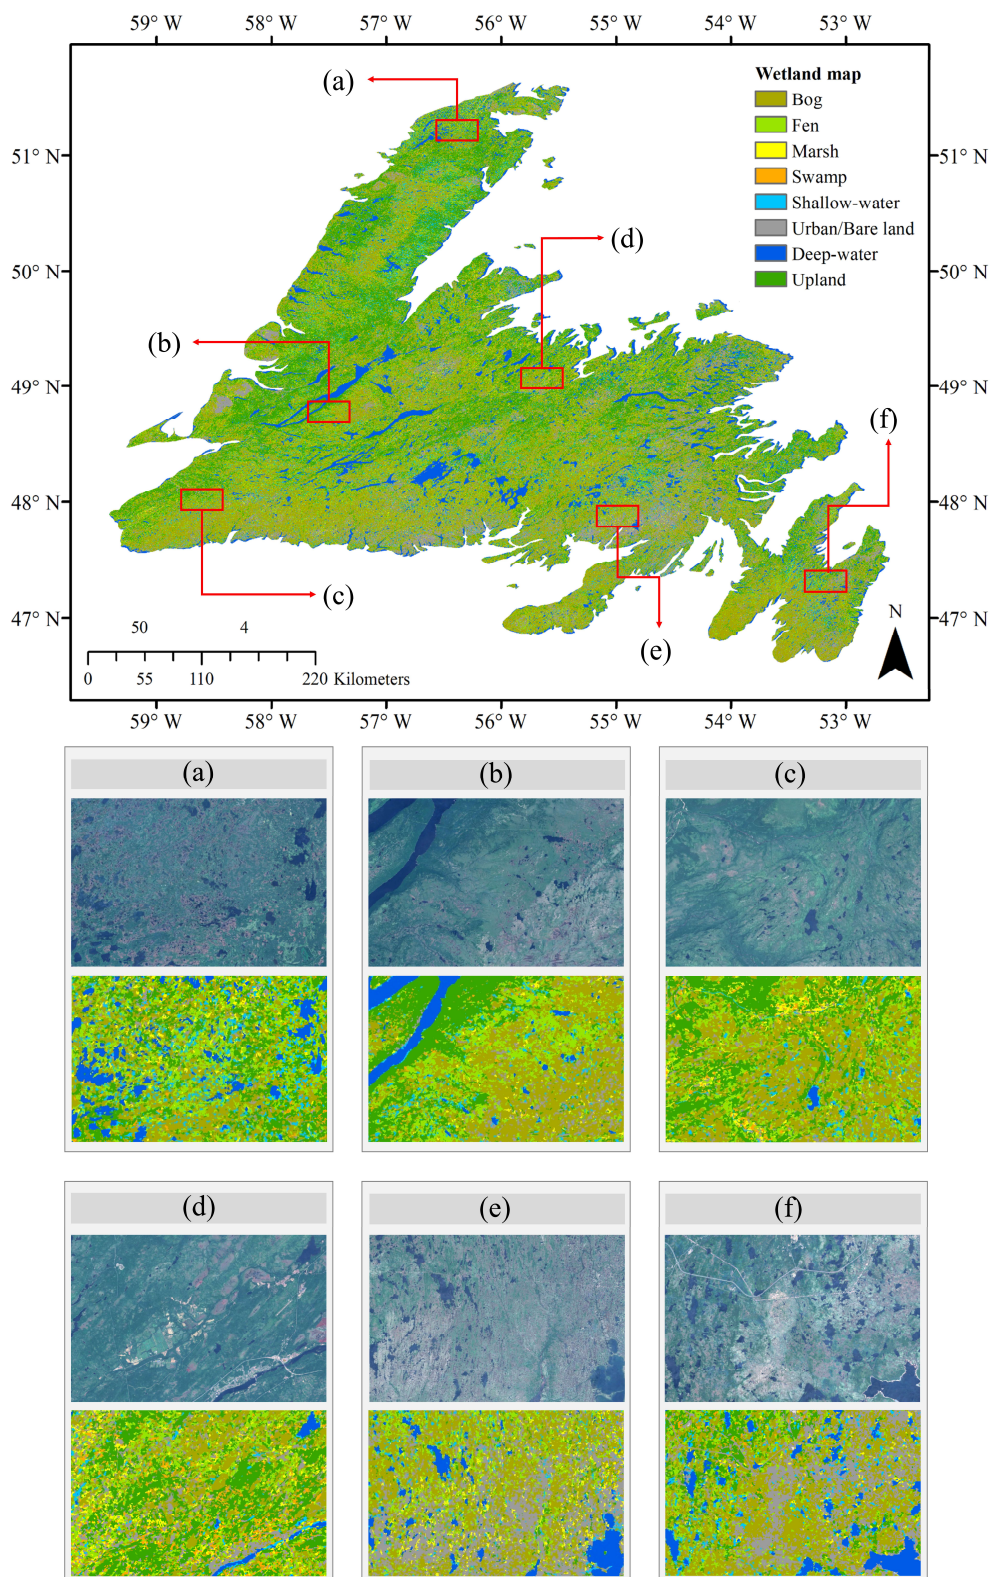 59° W 58° W 57° W 56° W 55° W 54° W 53° W
(a)
Wetland map
Bog
Fen
Marsh
Swamp
Shallow-water
Urban/Bare land
Deep-water
Upland
51° N 51° N
(d)
50° N 50° N
(b)
49° N 49° N
(f)
48° N 48° N
(c)
47° N 47° N
(e)
N
50 4
0 55 110 220 Kilometers
59° W 58° W 57° W 56° W 55° W 54° W 53° W
(a) (b) (c)
(d) (e) (f)